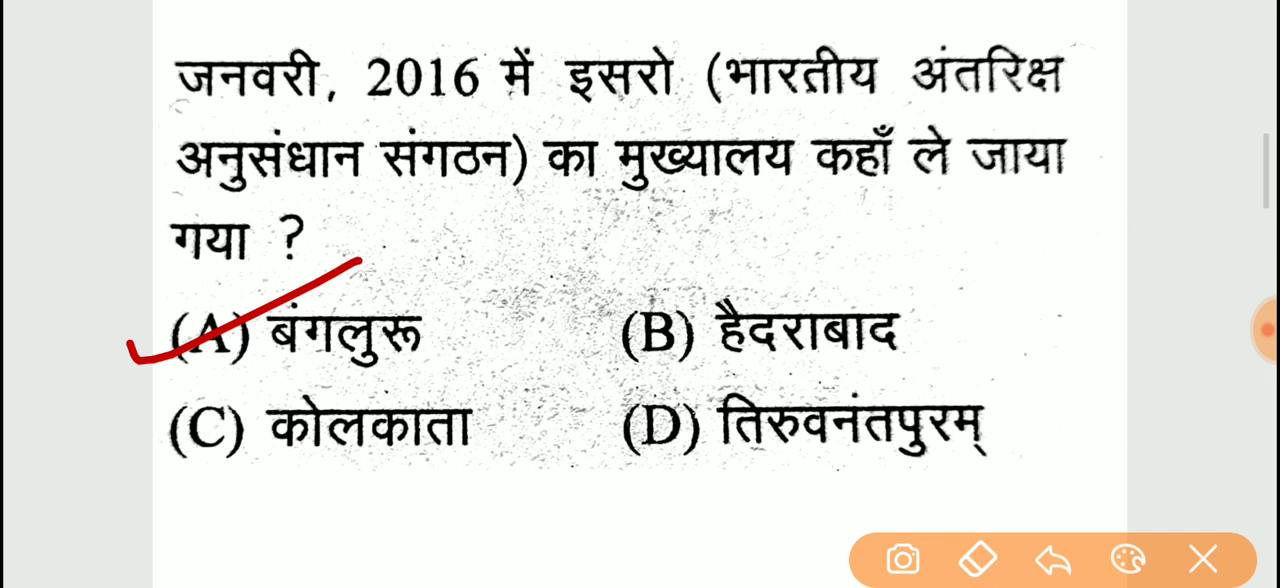 जनवरी, 2016 में इसरो (भारतीय अंतरिक्ष
अनुसंधान संगठन) का मुख्यालय कहाँ ले जाया
गया ?
(A) बंगलुरू (B) हैदराबाद
(C) कोलकाता (D) तिरुवनंतपुरम्